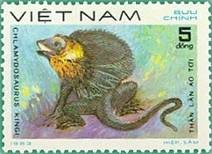 VIỆT NAM
BƯU CHÍNH
5
đồng
CHLAMYDOSAURUS KINGI
THẰN LẰN ÁO TƠI
1983